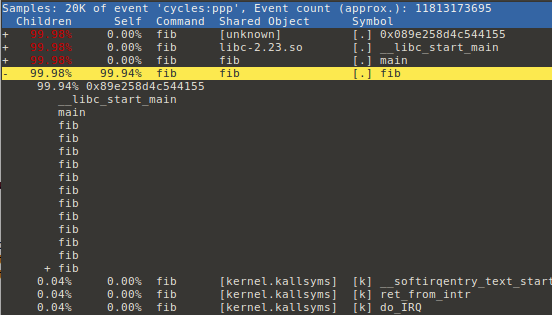 Samples: 20K of event 'cycles:ppp', Event count (approx.): 11813173695
Children Self Command Shared Object Symbol
+ 99.98% 0.00% fib [unknown] [.] 0x089e258d4c544155
+ 99.98% 0.00% fib libc-2.23.so [.] __libc_start_main
+ 99.98% 0.00% fib fib [.] main
- 99.98% 99.94% fib fib [.] fib
99.94% 0x89e258d4c544155
__libc_start_main
main
fib
fib
fib
fib
fib
fib
fib
fib
fib
fib
fib
+ fib
0.04% 0.00% fib [kernel.kallsyms] [k] __softirqentry_text_start
0.04% 0.00% fib [kernel.kallsyms] [k] ret_from_intr
0.04% 0.00% fib [kernel.kallsyms] [k] do_IRQ